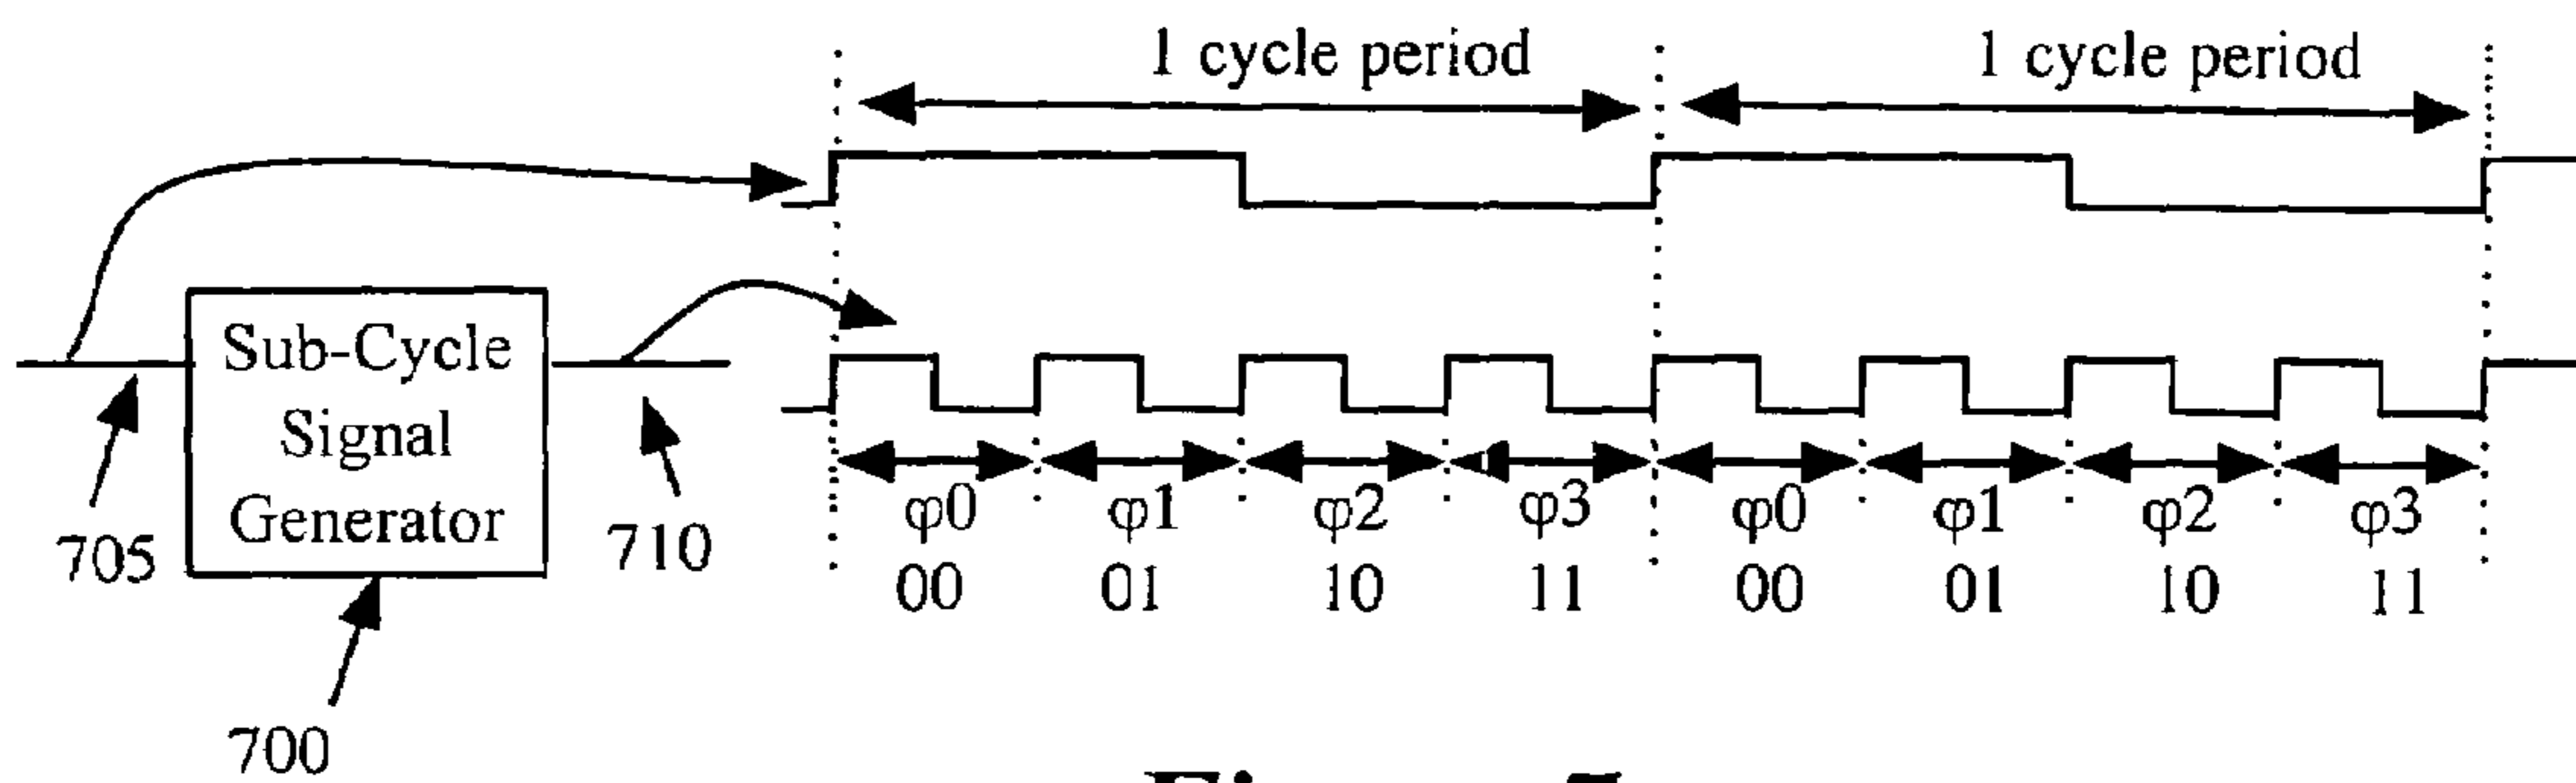 1 cycle period 1 cycle period
Sub-Cycle
Signal
Generator
705
710
700
φ0 φ1 φ2 φ3 φ0 φ1 φ2 φ3
00 01 10 11 00 01 10 11